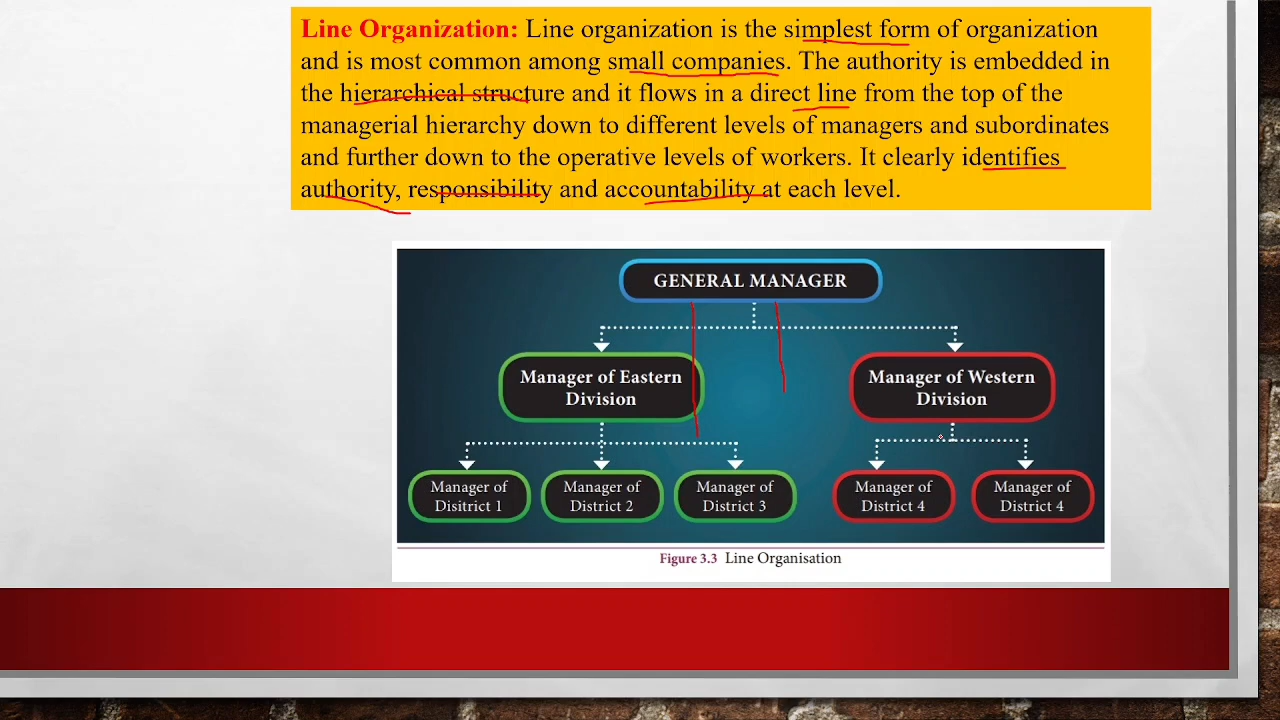 Line Organization: Line organization is the simplest form of organization
and is most common among small companies. The authority is embedded in
the hierarchical structure and it flows in a direct line from the top of the
managerial hierarchy down to different levels of managers and subordinates
and further down to the operative levels of workers. It clearly identifies
authority, responsibility and accountability at each level.
GENERAL MANAGER
Manager of Eastern
Division
Manager of Western
Division
Manager of
Disitrict 1
Manager of
District 2
Manager of
District 3
Manager of
District 4
Manager of
District 4
Figure 3.3 Line Organisation